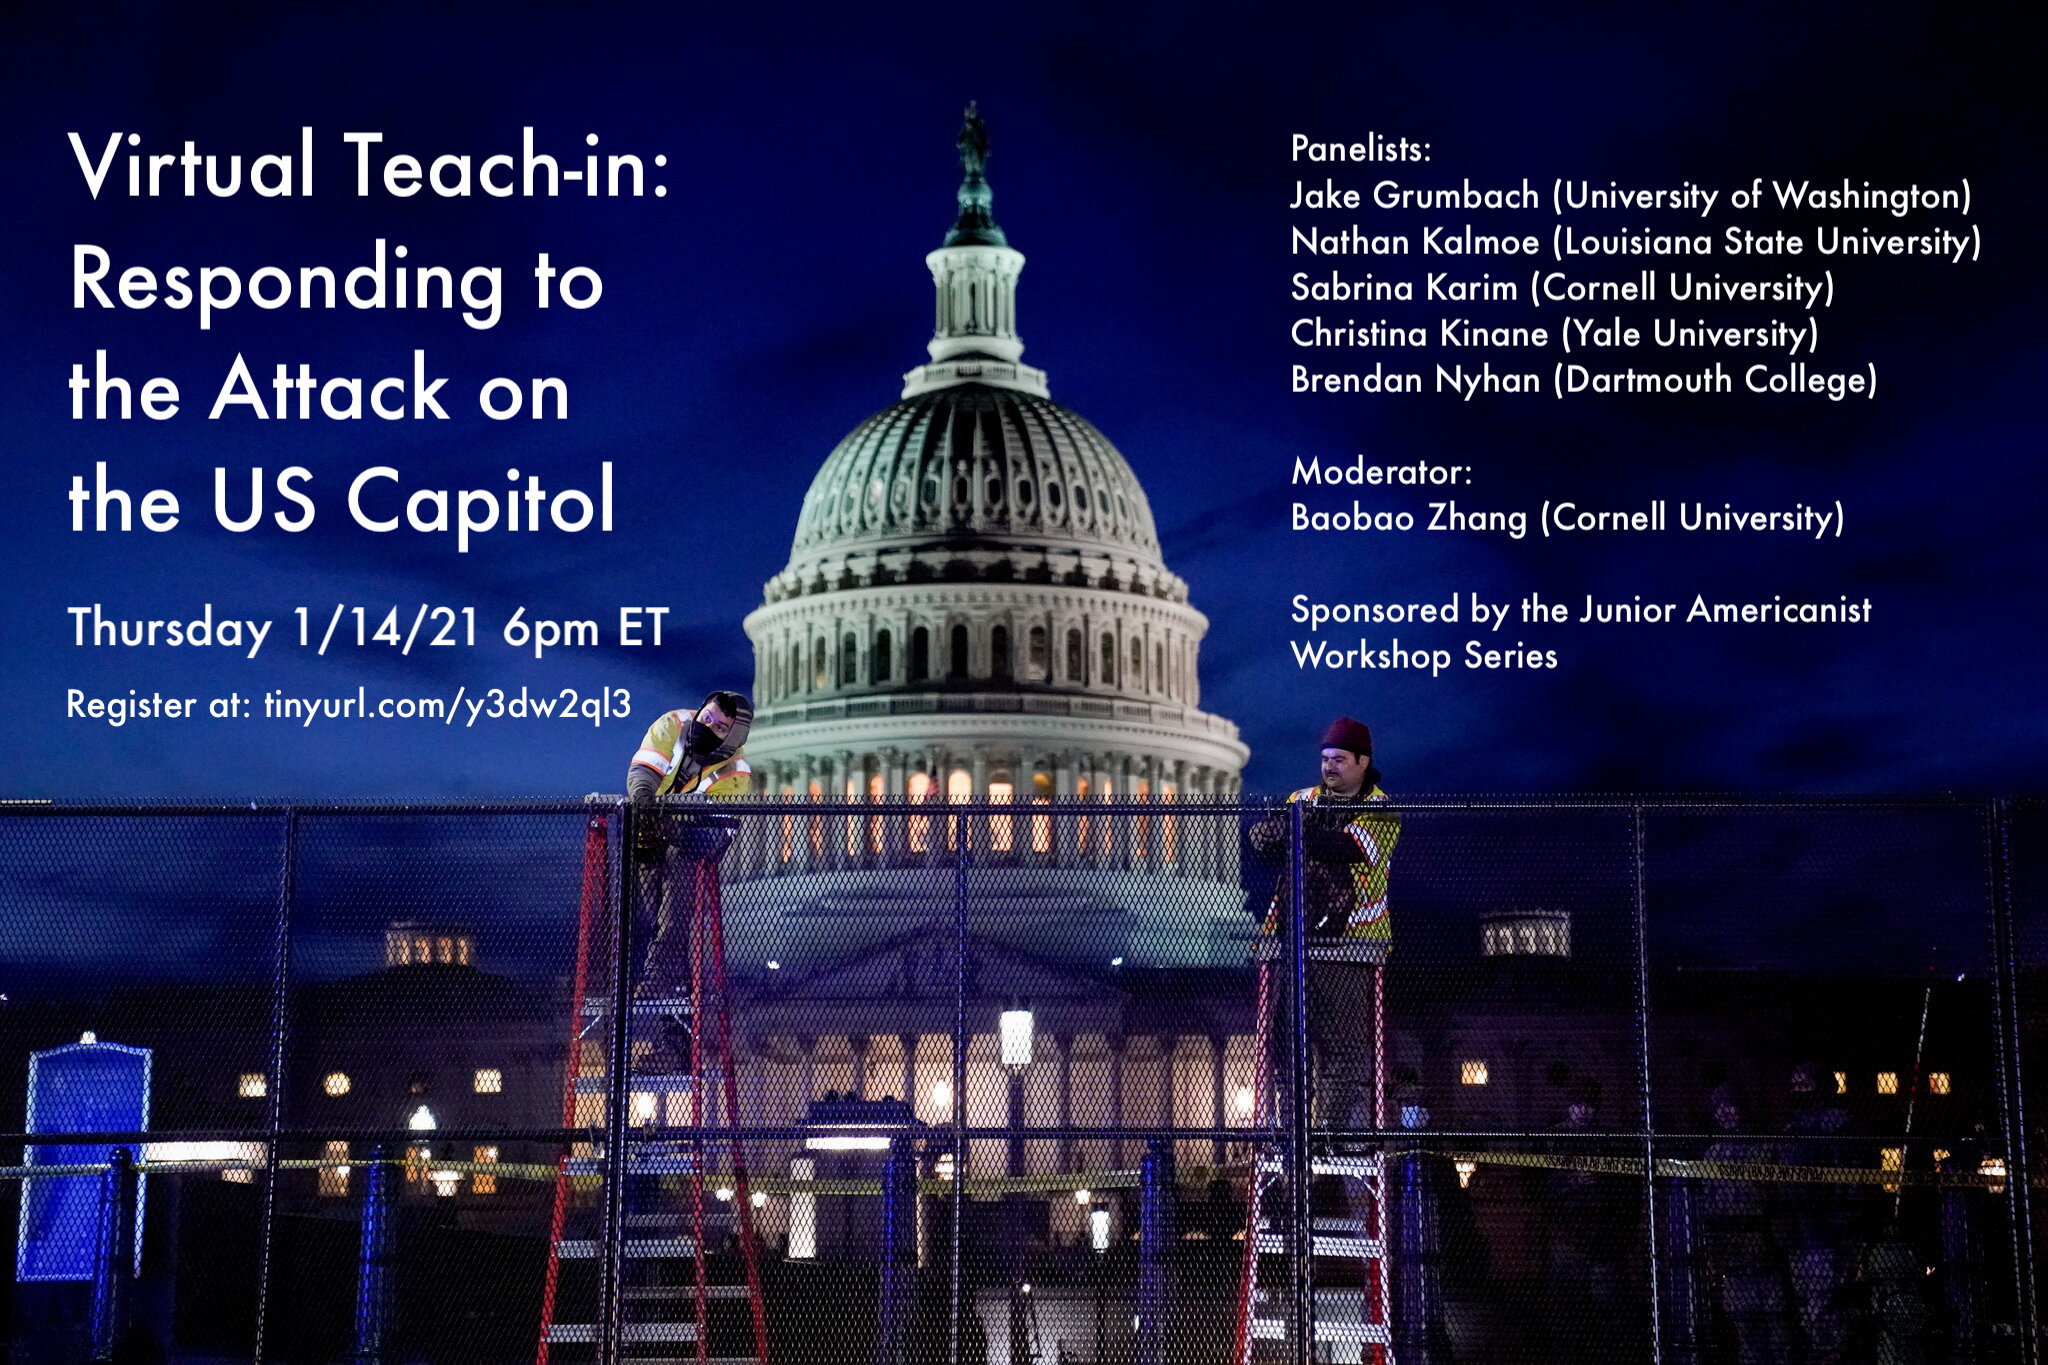 Virtual Teach-in:
Responding to
the Attack on
the US Capitol
Thursday 1/14/21 6pm ET
Register at: tinyurl.com/y3dw2ql3
Panelists:
Jake Grumbach (University of Washington)
Nathan Kalmoe (Louisiana State University)
Sabrina Karim (Cornell University)
Christina Kinane (Yale University)
Brendan Nyhan (Dartmouth College)
Moderator:
Baobao Zhang (Cornell University)
Sponsored by the Junior Americanist
Workshop Series